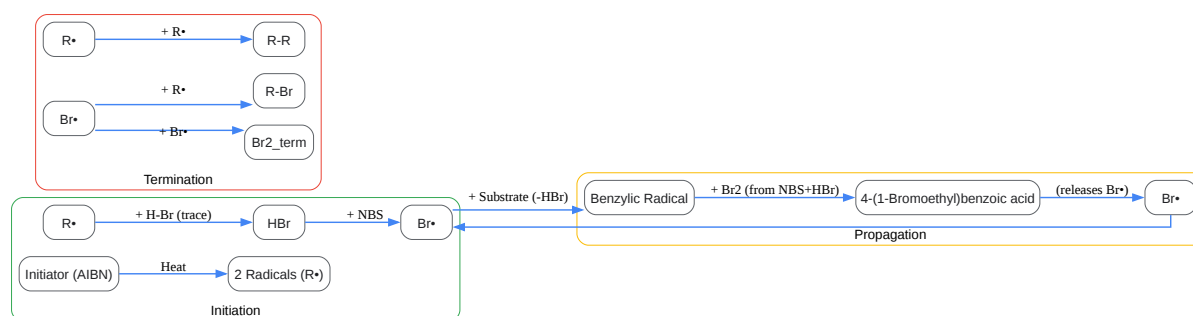 R•
+ R•
R-R
Br•
+ R•
R-Br
+ Br•
Br2_term
Termination
R•
+ H-Br (trace)
HBr
+ NBS
Br•
+ Substrate (-HBr)
Benzylic Radical
+ Br2 (from NBS+HBr)
4-(1-Bromoethyl)benzoic acid
(releases Br•)
Br•
Propagation
Initiator (AIBN)
Heat
2 Radicals (R•)
Initiation